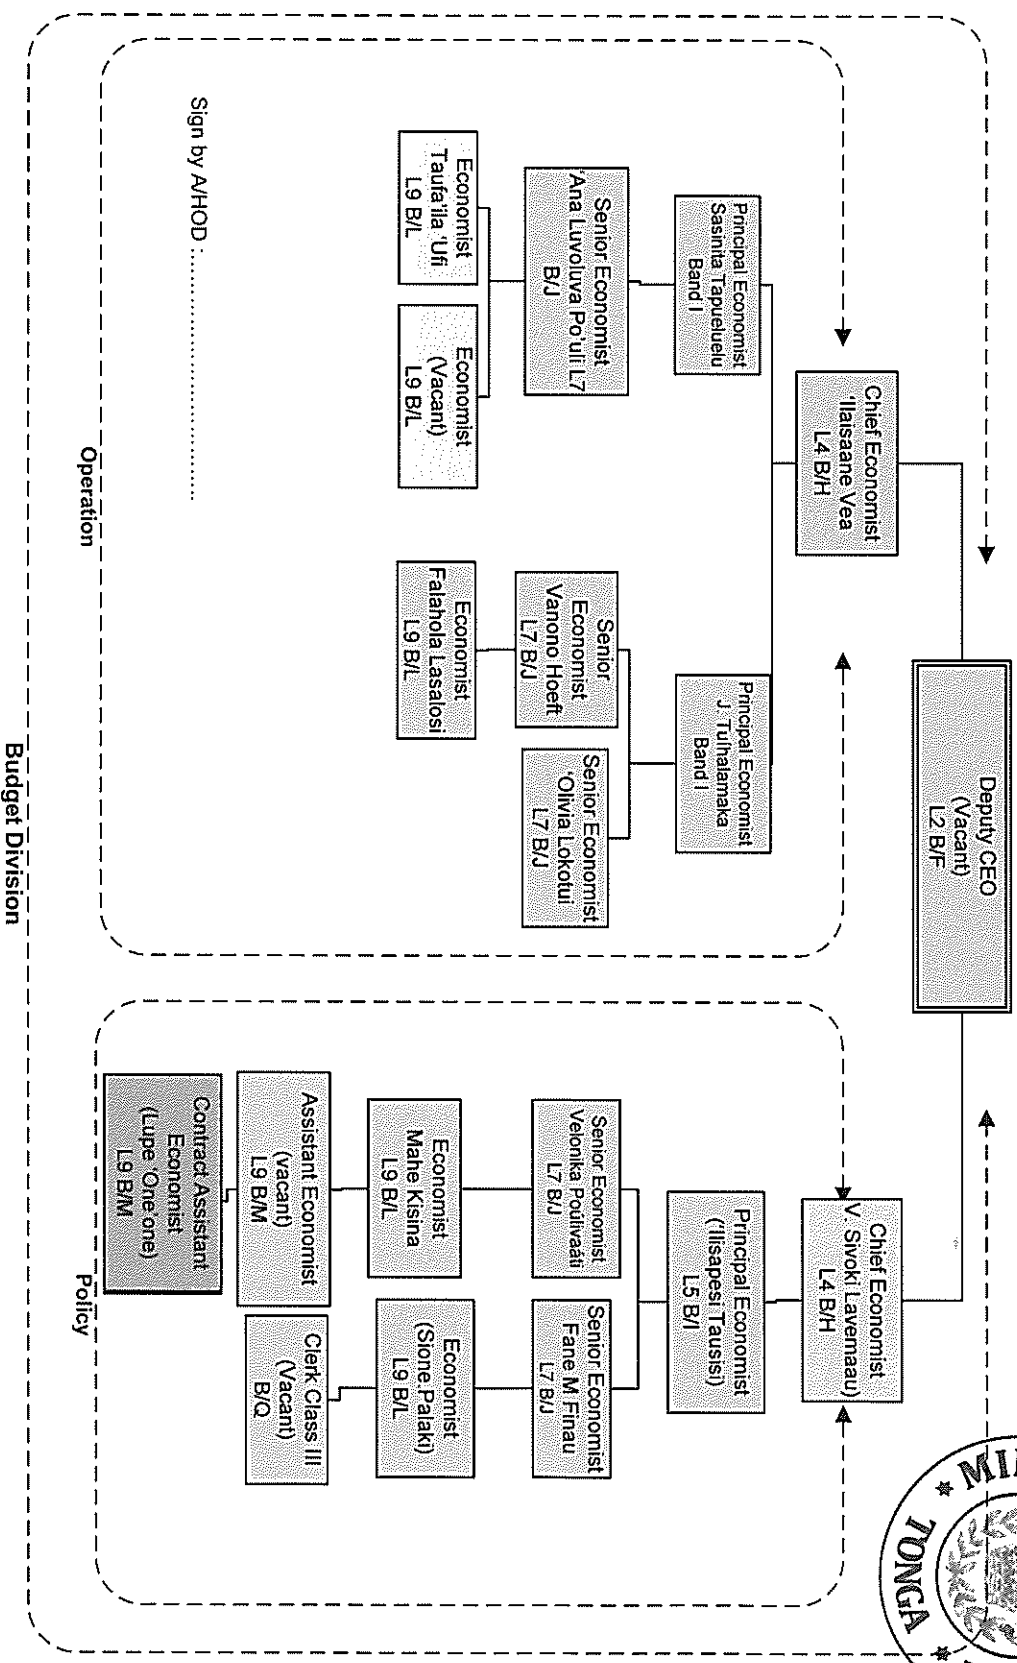 Deputy CEO
(Vacant)
L2 B/F
Chief Economist
'Ilaisaane Vea
L4 B/H
Principal Economist
Sasinita Tapueluelu
Band I
Senior Economist
'Ana Luvoluva Po'uli L7
B/J
Economist
Taufa'ila 'Ufi
L9 B/L
Economist
(Vacant)
L9 B/L
Principal Economist
J. Tu'ihalamaka
Band I
Senior
Economist
Vanono Hoeft
L7 B/J
Senior Economist
'Olivia Lokotui
L7 B/J
Economist
Falahola Lasalosi
L9 B/L
Sign by A/HOD : ..........................................
Operation
Chief Economist
V. Sivoki Lavemaau)
L4 B/H
Principal Economist
('Ilisapesi Tausisi)
L5 B/I
Senior Economist
Velonika Poulivaáti
L7 B/J
Senior Economist
Fane M Finau
L7 B/J
Economist
Mahe Kisina
L9 B/L
Economist
(Sione.Palaki)
L9 B/L
Assistant Economist
(vacant)
L9 B/M
Clerk Class III
(Vacant)
B/Q
Contract Assistant
Economist
(Lupe 'One'one)
L9 B/M
Policy
Budget Division
TONGA